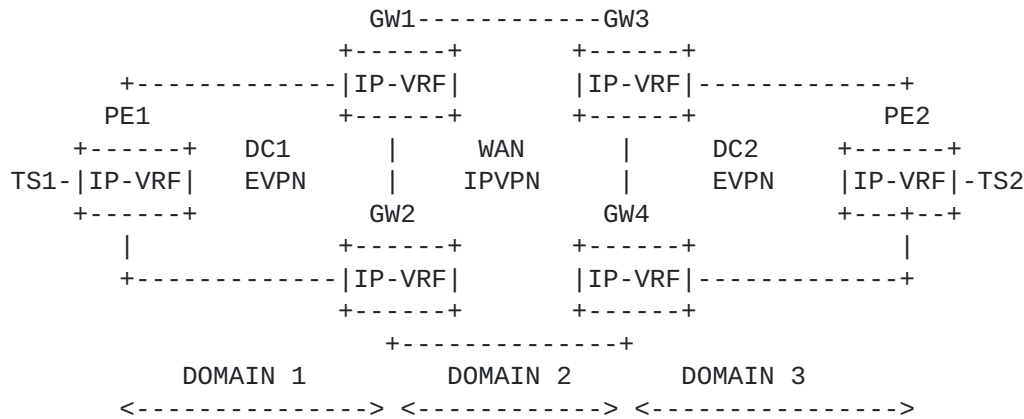 GW1------------GW3
                     +------+       +------+
       +-------------|IP-VRF|       |IP-VRF|-------------+
      PE1            +------+       +------+            PE2
    +------+   DC1      |     WAN      |     DC2     +------+
TS1-|IP-VRF|   EVPN     |    IPVPN     |     EVPN    |IP-VRF|-TS2
    +------+           GW2            GW4            +---+--+
       |             +------+       +------+             |
       +-------------|IP-VRF|       |IP-VRF|-------------+
                     +------+       +------+
                        +--------------+
           DOMAIN 1         DOMAIN 2       DOMAIN 3
       <---------------> <------------> <---------------->